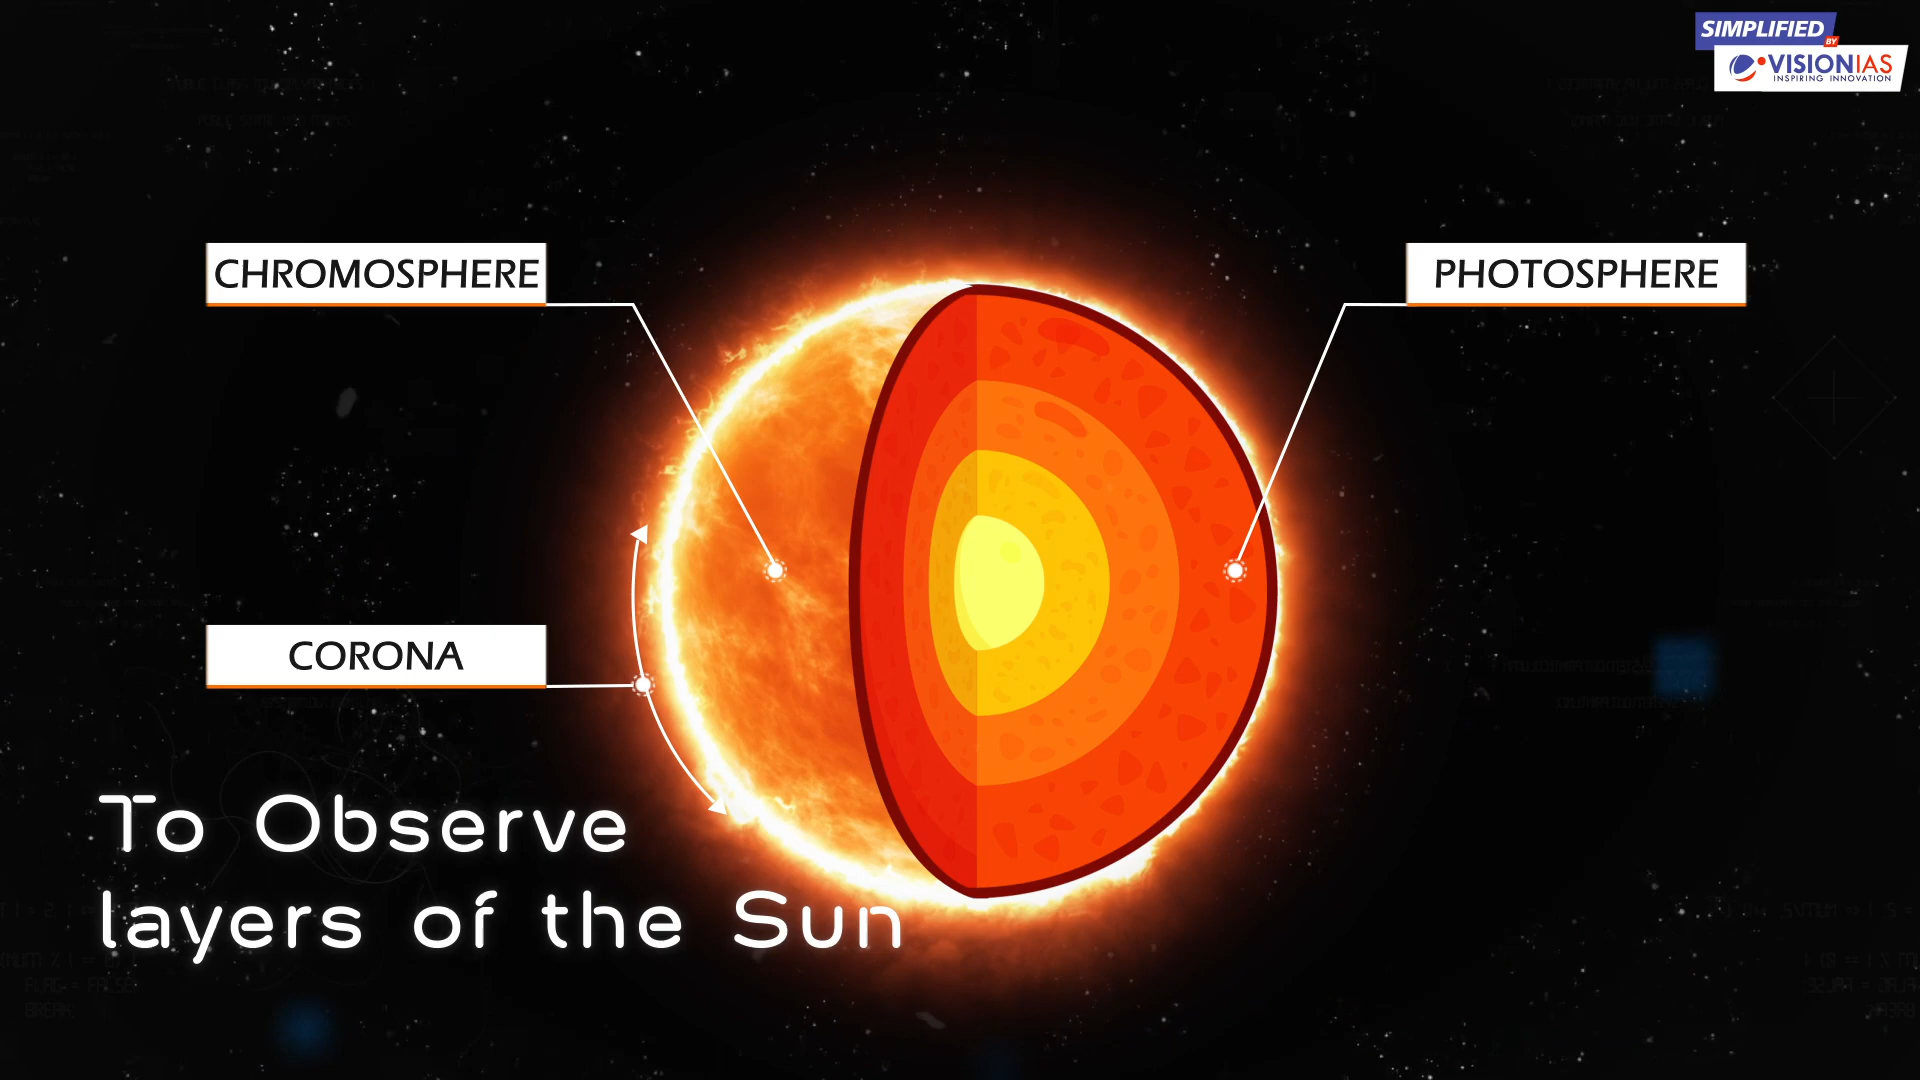 SIMPLIFIED
BY
VISIONIAS
INSPIRING INNOVATION
CHROMOSPHERE
PHOTOSPHERE
CORONA
To Observe
layers of the Sun